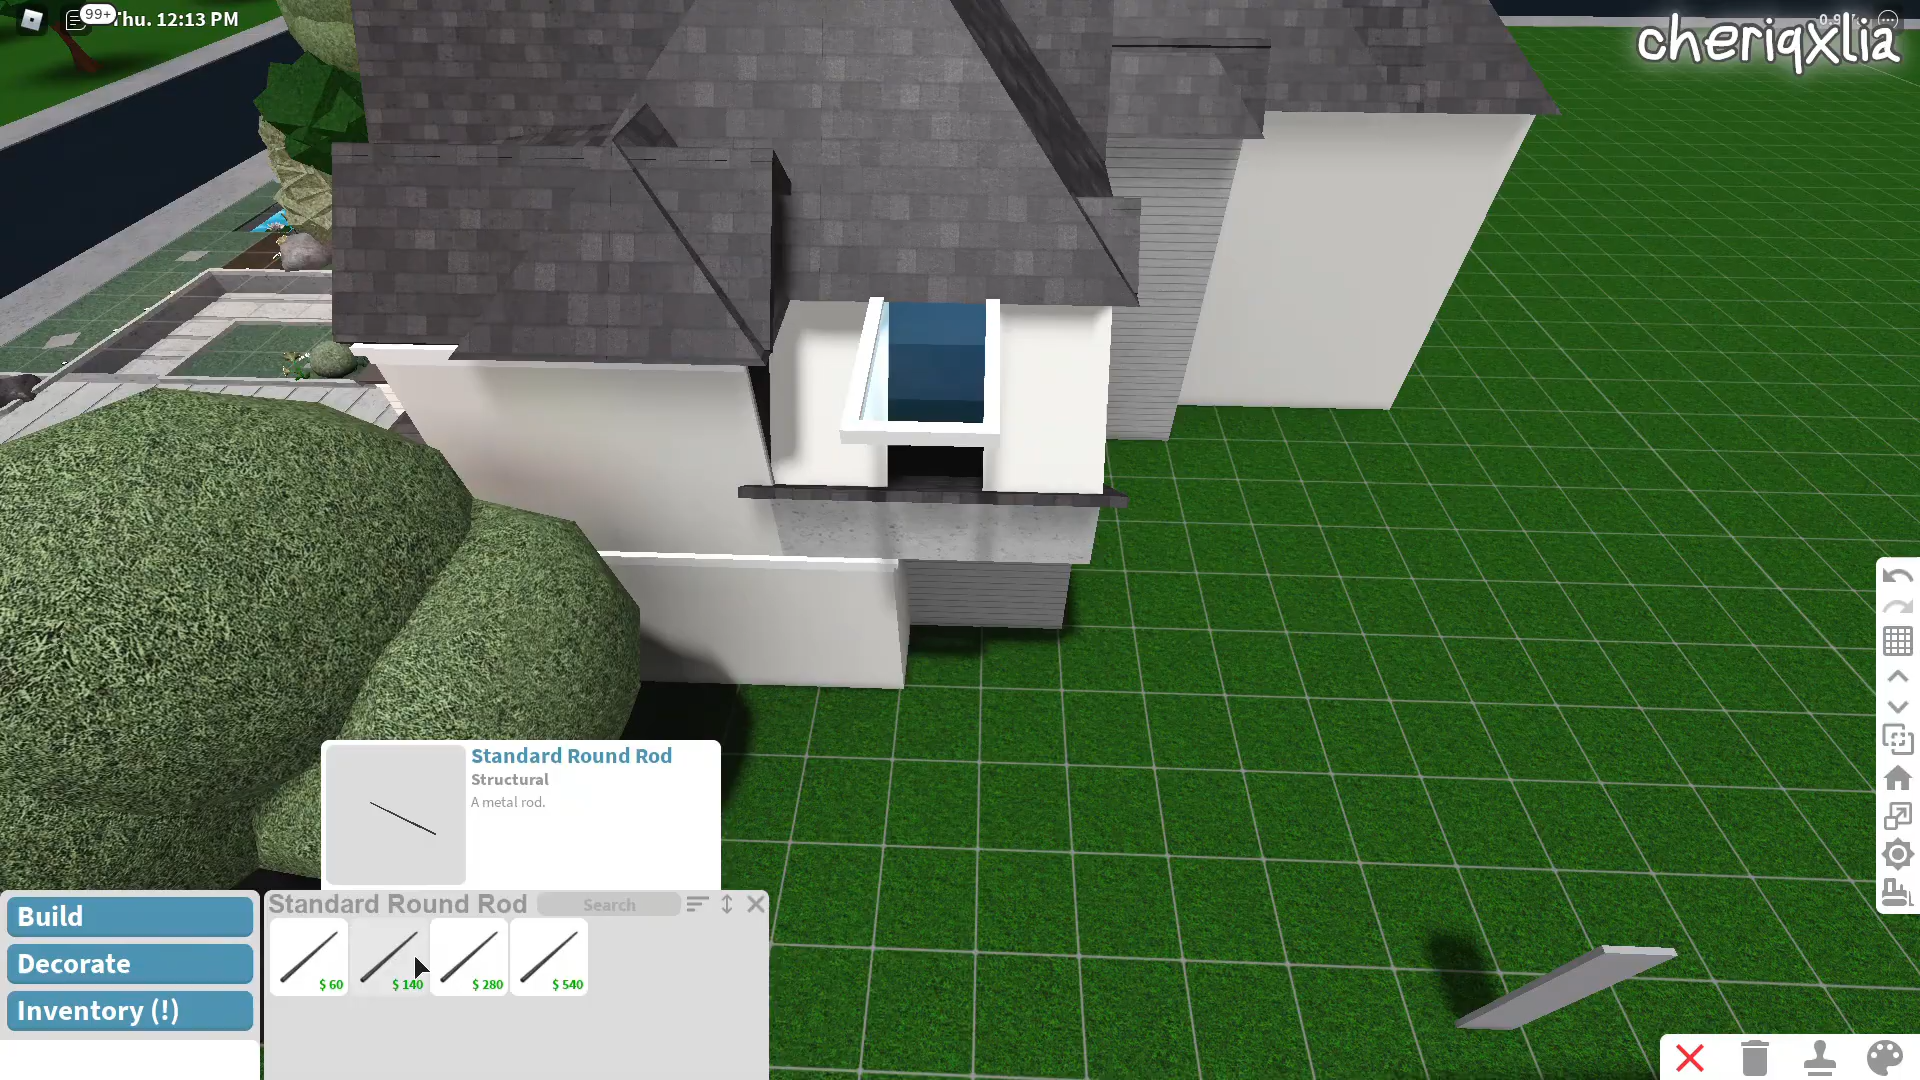 99+
Thu. 12:13 PM
cheriqxlia
Standard Round Rod
Structural
A metal rod.
Build
Decorate
Inventory (!)
Standard Round Rod
Search
$ 60
$ 140
$ 280
$ 540